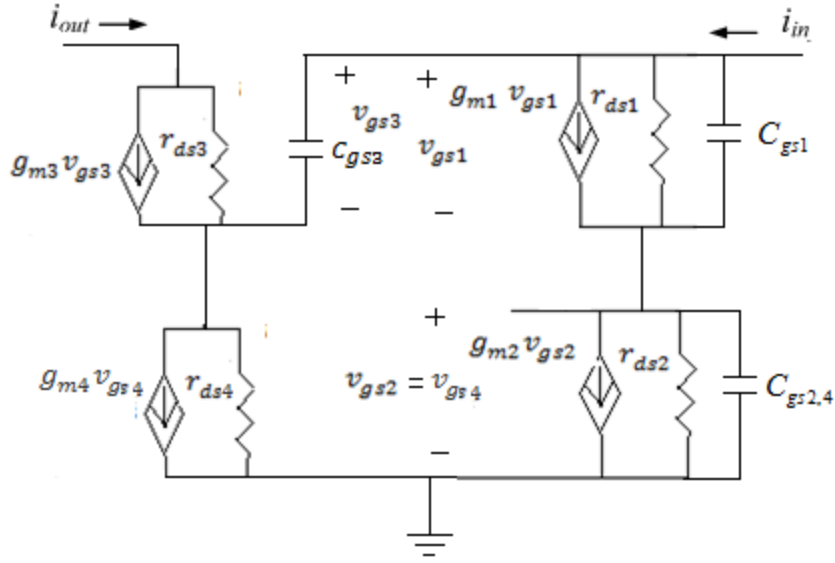 i_out
i_in
g_m3 v_gs3
r_ds3
C_gs3
+
v_gs3
−
+
v_gs1
−
g_m1 v_gs1
r_ds1
C_gs1
g_m4 v_gs4
r_ds4
+
v_gs2 = v_gs4
−
g_m2 v_gs2
r_ds2
C_gs2,4